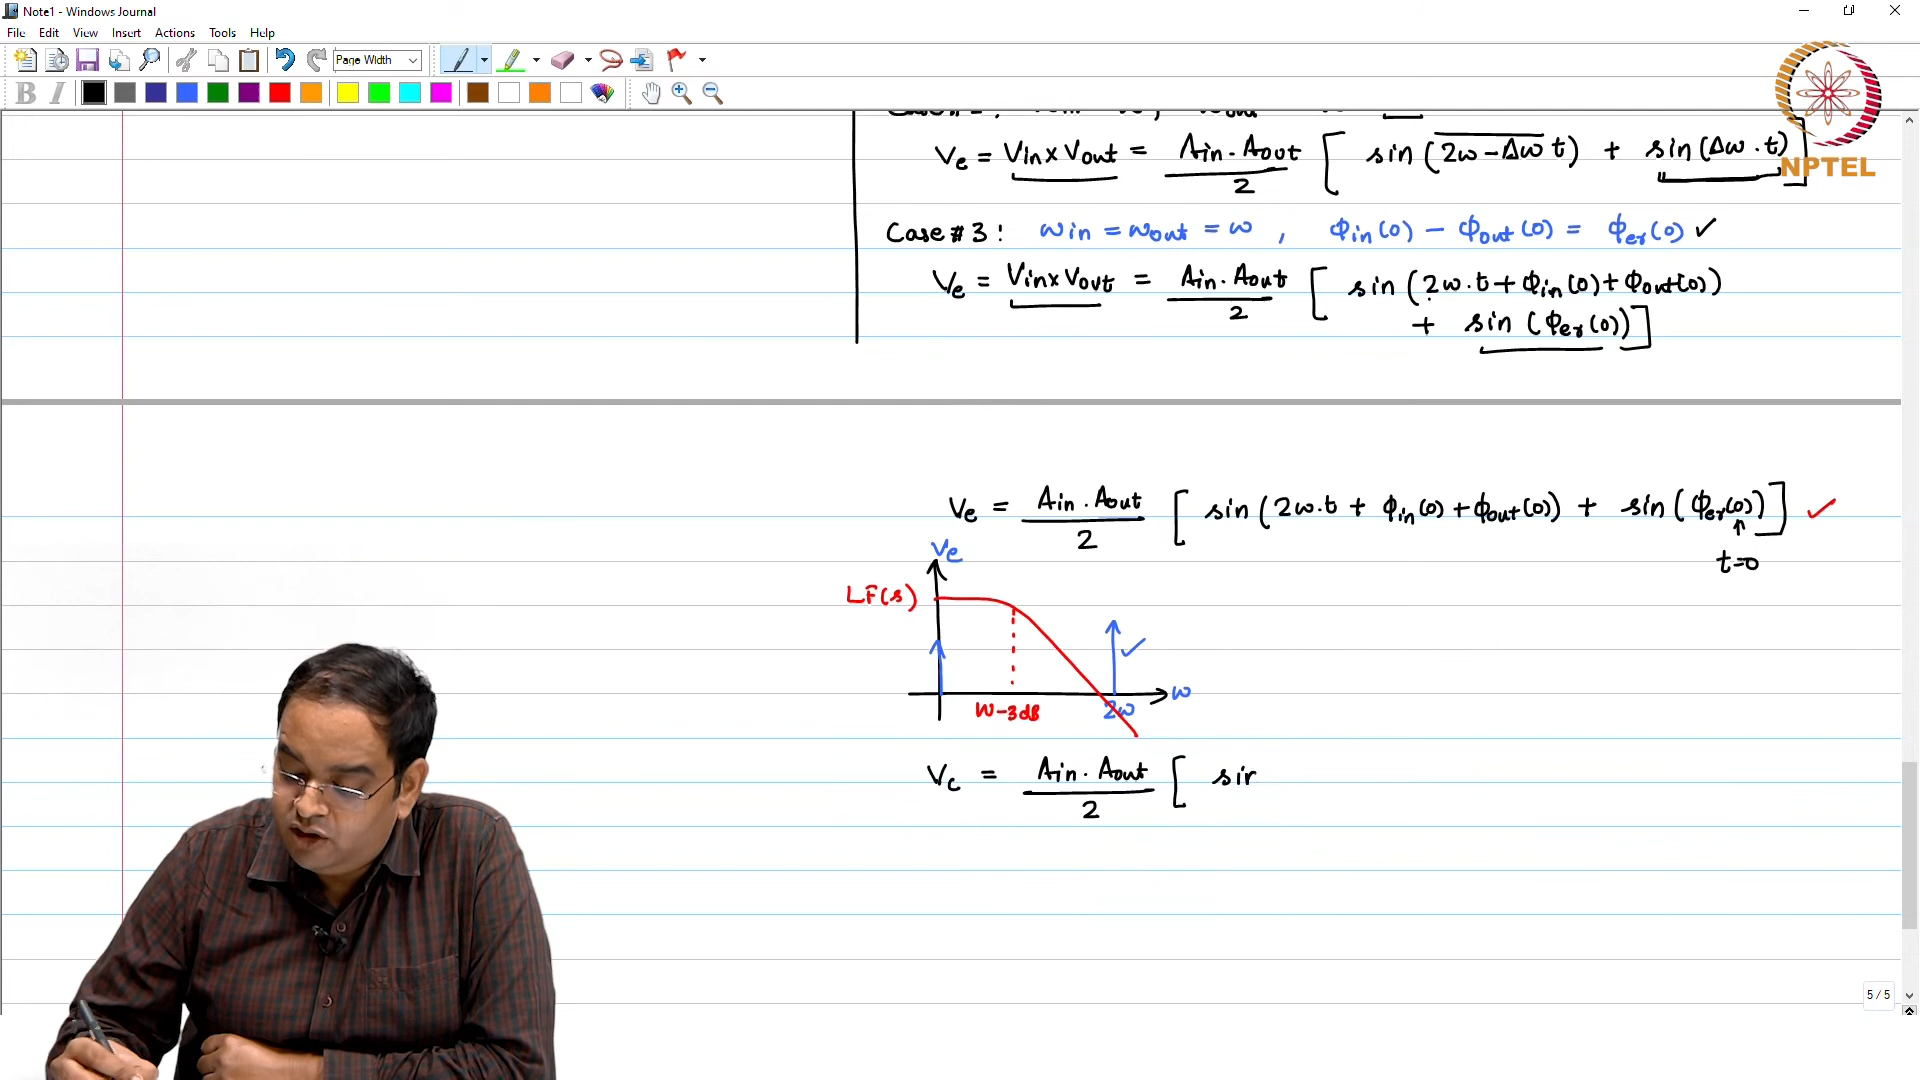 Note1 - Windows Journal
File Edit View Insert Actions Tools Help
Page Width
NPTEL
Ve = Vin x Vout = Ain . Aout / 2 [ sin (2ω - Δω t) + sin (Δω . t) ]
Case # 3 : ωin = ωout = ω , Φin(0) - Φout(0) = Φer(0) ✓
Ve = Vin x Vout = Ain . Aout / 2 [ sin (2ω . t + Φin(0) + Φout(0))
+ sin (Φer(0)) ]
Ve = Ain . Aout / 2 [ sin (2ω . t + Φin(0) + Φout(0)) + sin (Φer(0)) ] ✓
↑
t=0
Ve
LF(s)
✓
ω
ω-3dB
2ω
Vc = Ain . Aout / 2 [ sin
5 / 5